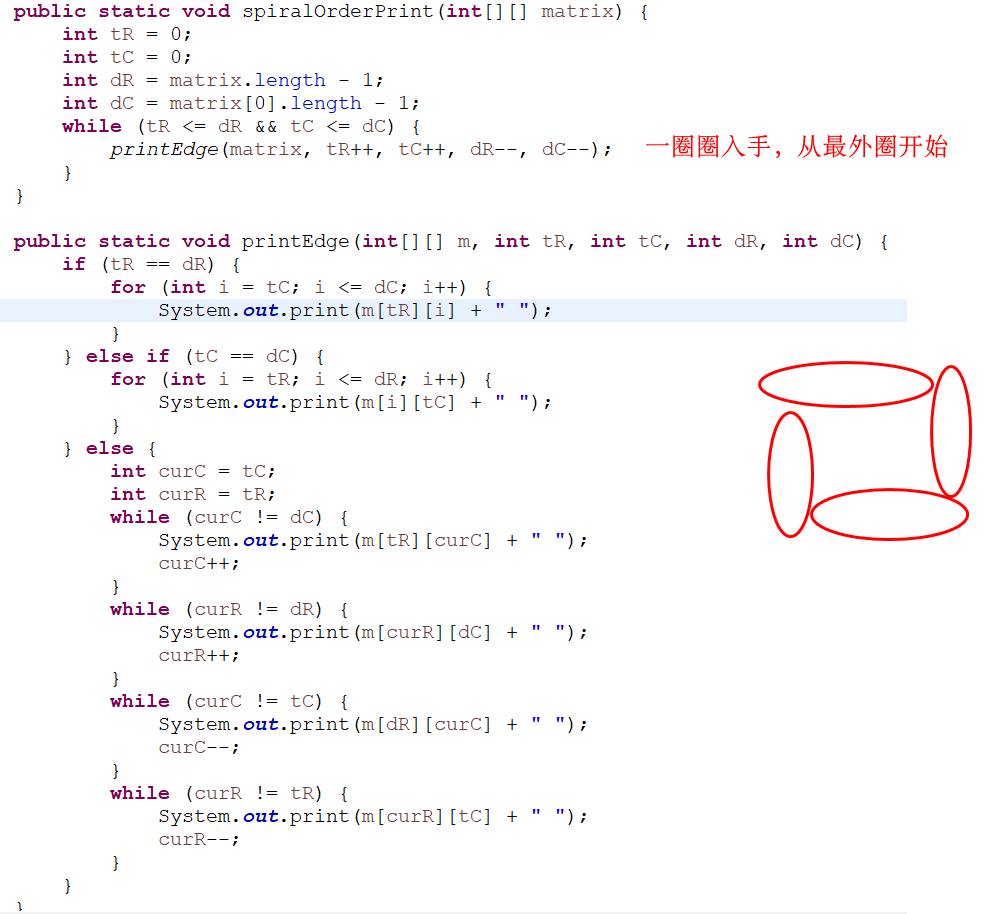 public static void spiralOrderPrint(int[][] matrix) {
    int tR = 0;
    int tC = 0;
    int dR = matrix.length - 1;
    int dC = matrix[0].length - 1;
    while (tR <= dR && tC <= dC) {
        printEdge(matrix, tR++, tC++, dR--, dC--); 一圈圈入手，从最外圈开始
    }
}
public static void printEdge(int[][] m, int tR, int tC, int dR, int dC) {
    if (tR == dR) {
        for (int i = tC; i <= dC; i++) {
            System.out.print(m[tR][i] + " ");
        }
    } else if (tC == dC) {
        for (int i = tR; i <= dR; i++) {
            System.out.print(m[i][tC] + " ");
        }
    } else {
        int curC = tC;
        int curR = tR;
        while (curC != dC) {
            System.out.print(m[tR][curC] + " ");
            curC++;
        }
        while (curR != dR) {
            System.out.print(m[curR][dC] + " ");
            curR++;
        }
        while (curC != tC) {
            System.out.print(m[dR][curC] + " ");
            curC--;
        }
        while (curR != tR) {
            System.out.print(m[curR][tC] + " ");
            curR--;
        }
    }
}